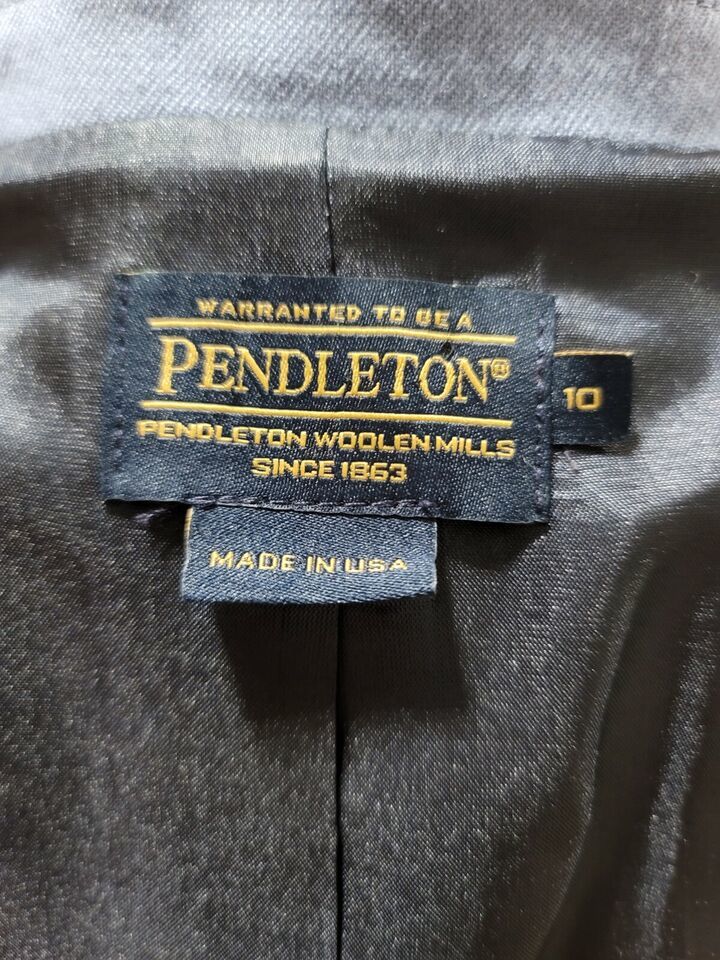 WARRANTED TO BE A
PENDLETON®
PENDLETON WOOLEN MILLS
SINCE 1863
10
MADE IN USA